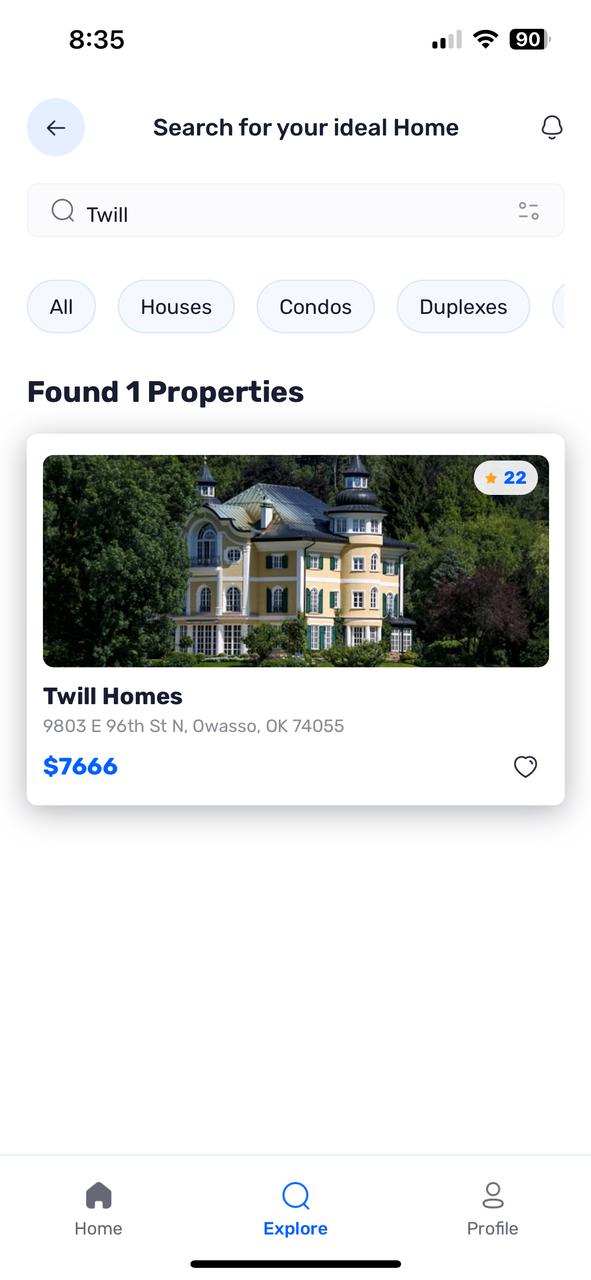 8:35
90
Search for your ideal Home
Twill
All
Houses
Condos
Duplexes
Found 1 Properties
22
Twill Homes
9803 E 96th St N, Owasso, OK 74055
$7666
Home
Explore
Profile